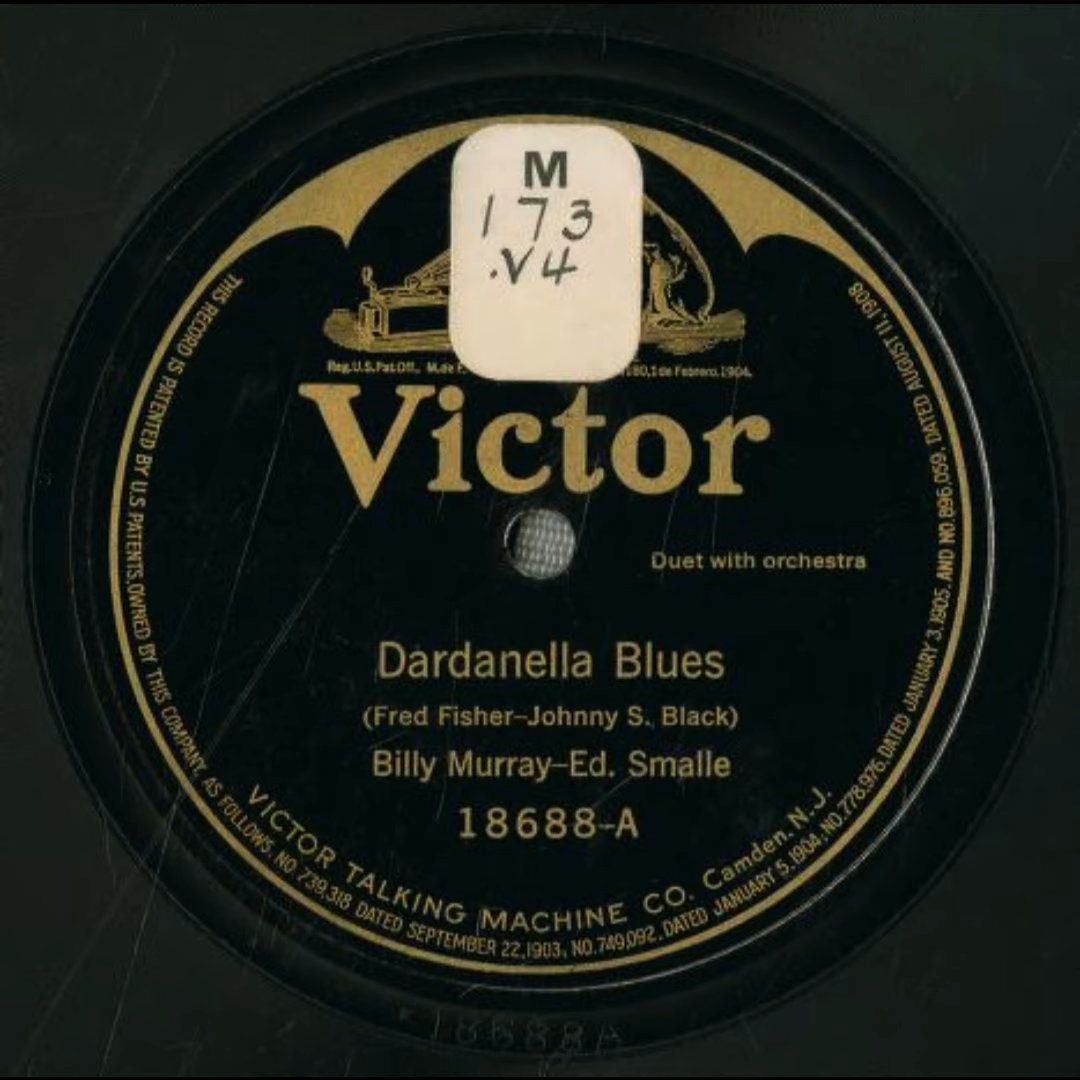 M
173
.V4
Reg.U.S.Pat.Off. M.de F. 180,1 de Febrero.1904.
Victor
Duet with orchestra
Dardanella Blues
(Fred Fisher–Johnny S. Black)
Billy Murray–Ed. Smalle
18688-A
VICTOR TALKING MACHINE CO. Camden. N. J.
THIS RECORD IS PATENTED BY U.S PATENTS, OWNED BY THIS COMPANY, AS FOLLOWS, NO 739,318 DATED SEPTEMBER 22, 1903, NO.749,092, DATED JANUARY 5, 1904, NO.778,976, DATED JANUARY 3, 1905. AND NO.896,059, DATED AUGUST 11, 1908
18688A